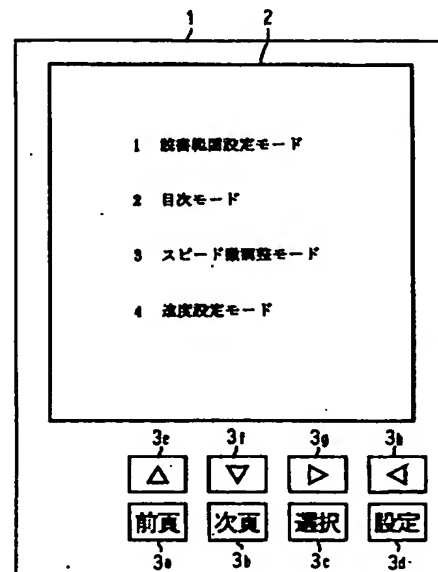 1 2
1 読書範囲設定モード
2 目次モード
3 スピード微調整モード
4 速度設定モード
3e 3f 3g 3h
前頁 次頁 選択 設定
3a 3b 3c 3d